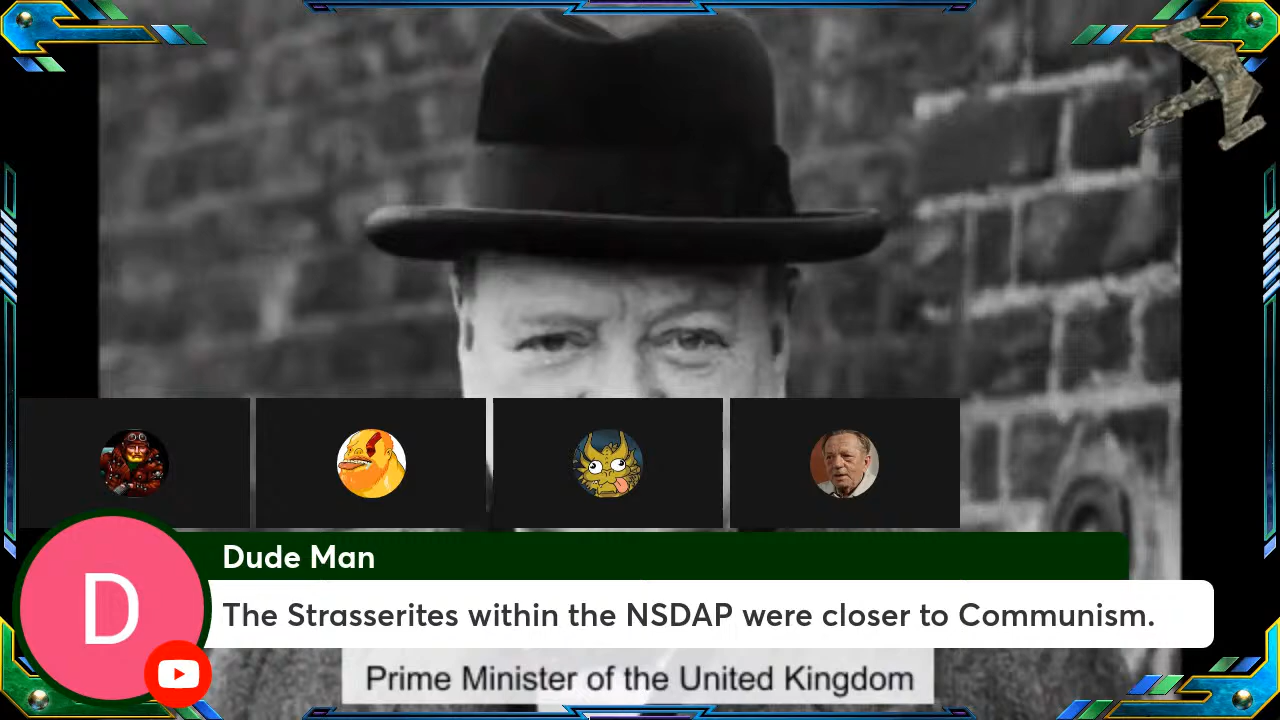 Dude Man
D
The Strasserites within the NSDAP were closer to Communism.
Prime Minister of the United Kingdom